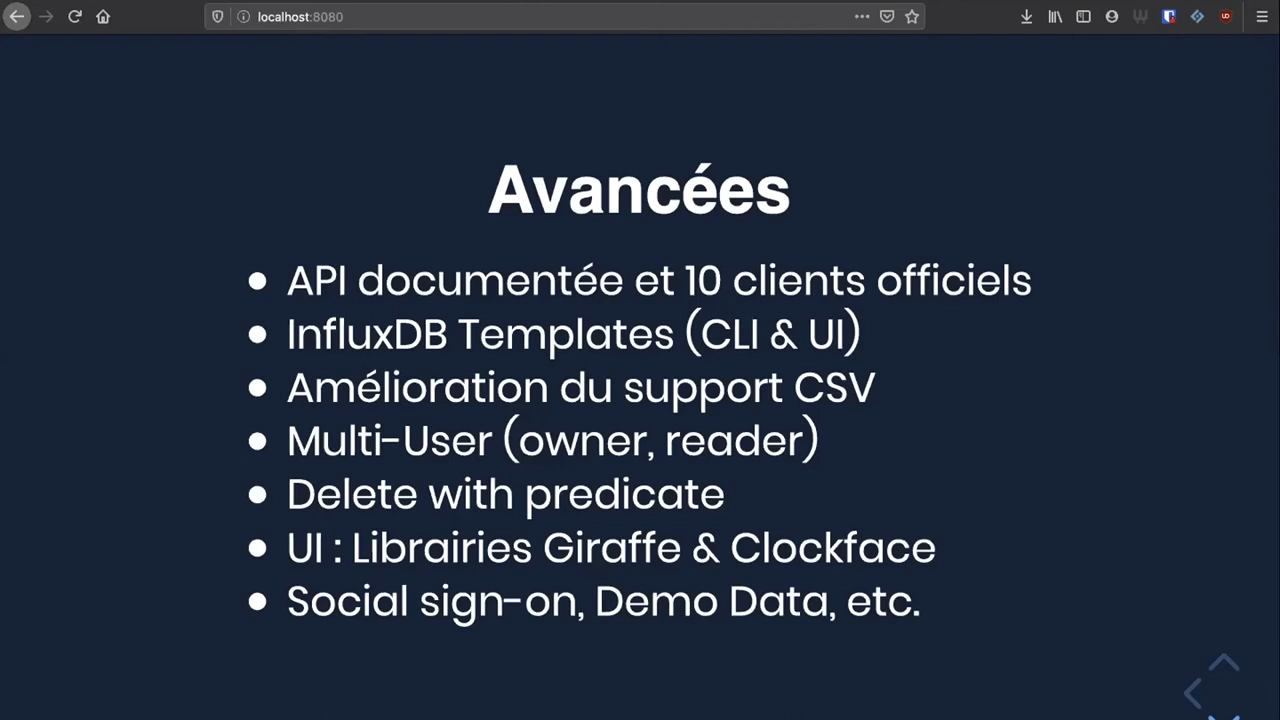 localhost:8080
Avancées
API documentée et 10 clients officiels
InfluxDB Templates (CLI & UI)
Amélioration du support CSV
Multi-User (owner, reader)
Delete with predicate
UI : Librairies Giraffe & Clockface
Social sign-on, Demo Data, etc.